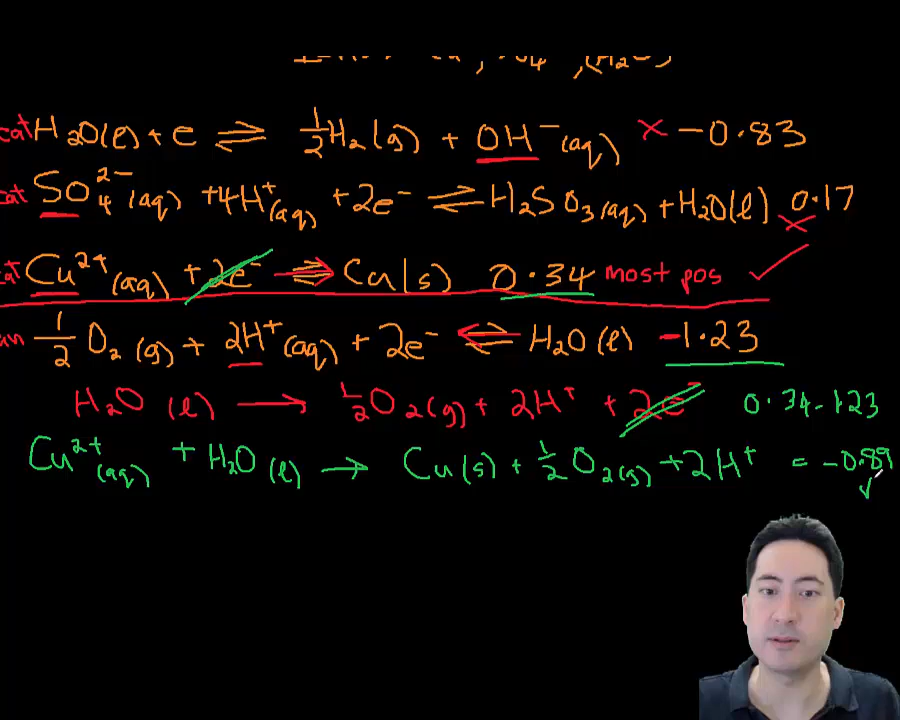 cat H₂O(l) + e ⇌ ½H₂(g) + OH⁻(aq) × -0.83
cat SO₄²⁻(aq) + 4H⁺(aq) + 2e⁻ ⇌ H₂SO₃(aq) + H₂O(l) 0.17 ×
cat Cu²⁺(aq) + 2e⁻ ⇌ Cu(s) 0.34 most pos ✓
an ½O₂(g) + 2H⁺(aq) + 2e⁻ ⇌ H₂O(l) -1.23
H₂O(l) → ½O₂(g) + 2H⁺ + 2e⁻ 0.34-1.23
Cu²⁺(aq) + H₂O(l) → Cu(s) + ½O₂(g) + 2H⁺ = -0.89 ✓